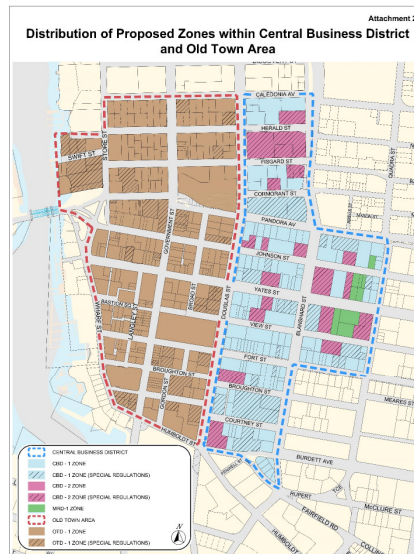 Attachment 2
Distribution of Proposed Zones within Central Business District
and Old Town Area
CALEDONIA AV
HERALD ST
FISGARD ST
CORMORANT ST
PANDORA AV
SWIFT ST
STORE ST
GOVERNMENT ST
QUADRA ST
JOHNSON ST
YATES ST
VIEW ST
FORT ST
BROUGHTON ST
COURTNEY ST
DOUGLAS ST
BLANSHARD ST
BROAD ST
BASTION SQ
LANGLEY ST
WHARF ST
BROUGHTON ST
GORDON ST
HUMBOLDT ST
MEARES ST
BURDETT AVE
RUPERT
McCLURE ST
FAIRFIELD RD
HUMBOLDT
COLLINS
CENTRAL BUSINESS DISTRICT
CBD - 1 ZONE
CBD - 1 ZONE (SPECIAL REGULATIONS)
CBD - 2 ZONE
CBD - 2 ZONE (SPECIAL REGULATIONS)
MRD-1 ZONE
OLD TOWN AREA
OTD - 1 ZONE
OTD - 1 ZONE (SPECIAL REGULATIONS)
N